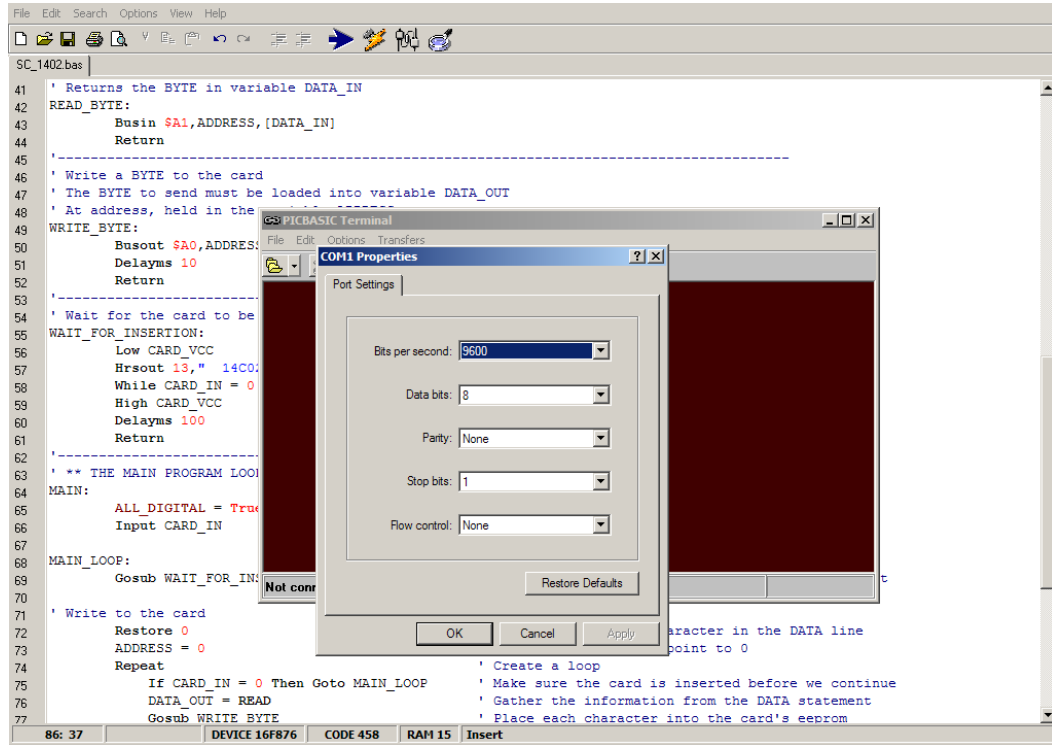 File Edit Search Options View Help
SC_1402.bas
41 ' Returns the BYTE in variable DATA_IN
42 READ_BYTE:
43 Busin $A1,ADDRESS,[DATA_IN]
44 Return
45 '----------------------------------------------------------------------------------------
46 ' Write a BYTE to the card
47 ' The BYTE to send must be loaded into variable DATA_OUT
48 ' At address, held in the
49 WRITE_BYTE:
50 Busout $A0,ADDRESS
51 Delayms 10
52 Return
53 '-------------------------
54 ' Wait for the card to be
55 WAIT_FOR_INSERTION:
56 Low CARD_VCC
57 Hrsout 13," 14C02
58 While CARD_IN = 0
59 High CARD_VCC
60 Delayms 100
61 Return
62 '-------------------------
63 ' ** THE MAIN PROGRAM LOO
64 MAIN:
65 ALL_DIGITAL = True
66 Input CARD_IN
67
68 MAIN_LOOP:
69 Gosub WAIT_FOR_INS t
70
71 ' Write to the card
72 Restore 0 aracter in the DATA line
73 ADDRESS = 0 point to 0
74 Repeat ' Create a loop
75 If CARD_IN = 0 Then Goto MAIN_LOOP ' Make sure the card is inserted before we continue
76 DATA_OUT = READ ' Gather the information from the DATA statement
77 Gosub WRITE_BYTE ' Place each character into the card's eeprom
86: 37 DEVICE 16F876 CODE 458 RAM 15 Insert
PICBASIC Terminal
File Edit Options Transfers
Not conn
COM1 Properties
Port Settings
Bits per second: 9600
Data bits: 8
Parity: None
Stop bits: 1
Flow control: None
Restore Defaults
OK Cancel Apply